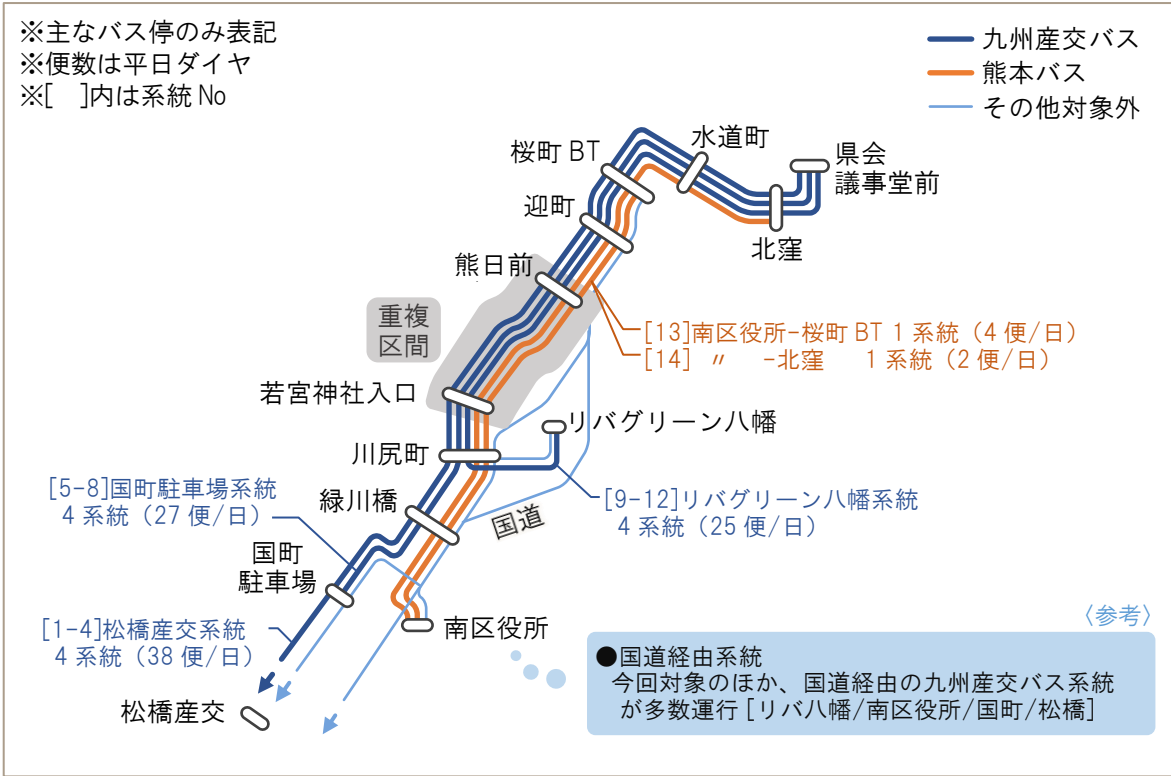 ※主なバス停のみ表記
※便数は平日ダイヤ
※[　]内は系統 No
九州産交バス
熊本バス
その他対象外
桜町 BT
水道町
県会
議事堂前
迎町
北窪
熊日前
重複
区間
[13]南区役所-桜町 BT 1 系統（4 便/日）
[14]　〃　-北窪　1 系統（2 便/日）
若宮神社入口
リバグリーン八幡
川尻町
[5-8]国町駐車場系統
4 系統（27 便/日）
[9-12]リバグリーン八幡系統
4 系統（25 便/日）
緑川橋
国道
国町
駐車場
[1-4]松橋産交系統
4 系統（38 便/日）
南区役所
松橋産交
〈参考〉
●国道経由系統
今回対象のほか、国道経由の九州産交バス系統
が多数運行 [リバ八幡/南区役所/国町/松橋]